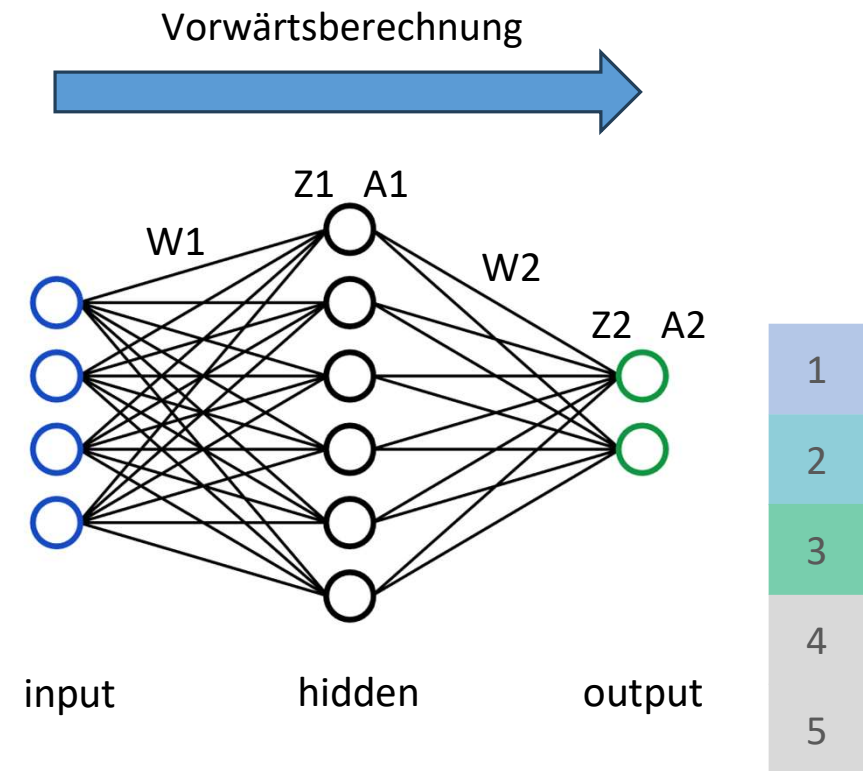 Vorwärtsberechnung
Z1 A1
W1
W2
Z2 A2
1
2
3
4
5
input hidden output